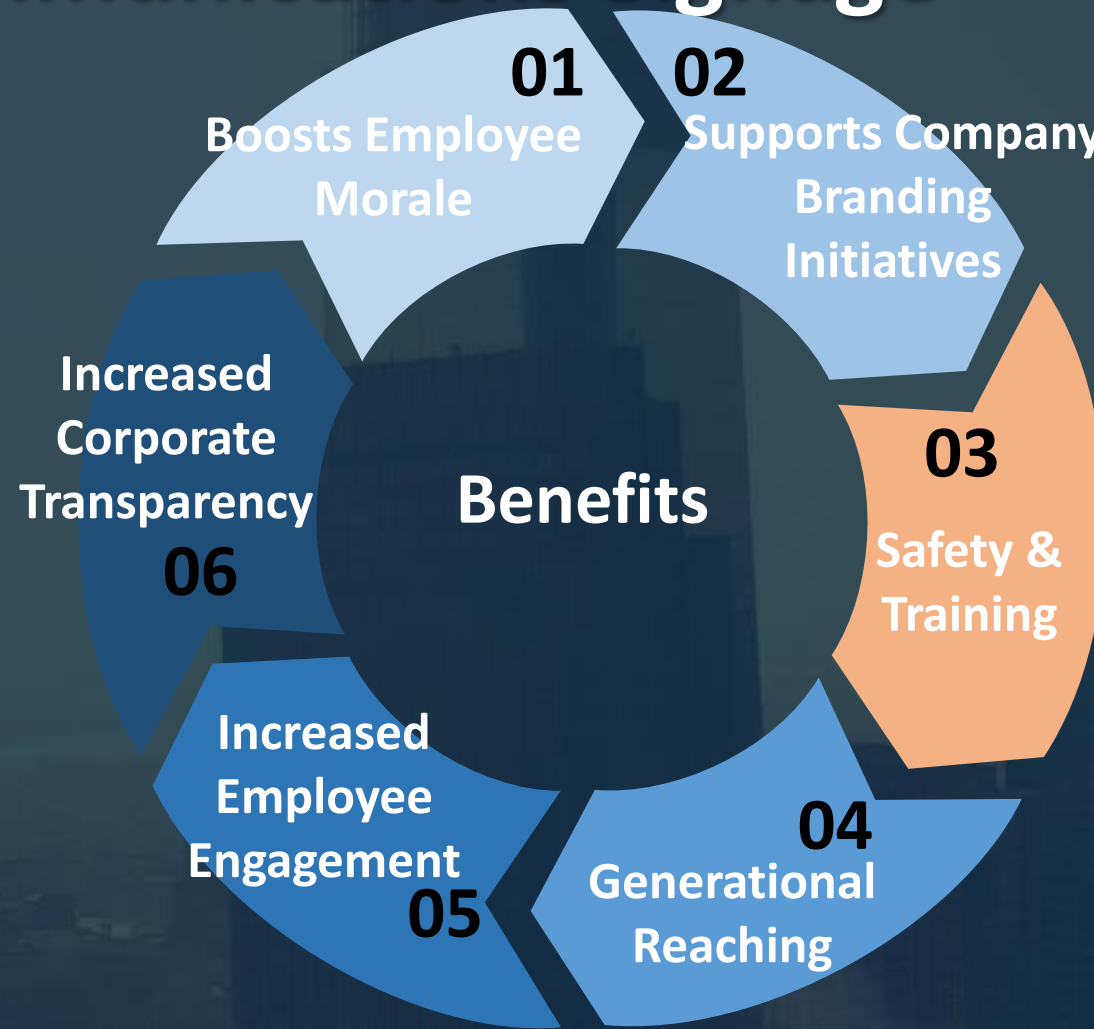 01
Boosts Employee
Morale
02
Supports Company
Branding
Initiatives
03
Safety &
Training
04
Generational
Reaching
Increased
Employee
Engagement
05
Increased
Corporate
Transparency
06
Benefits